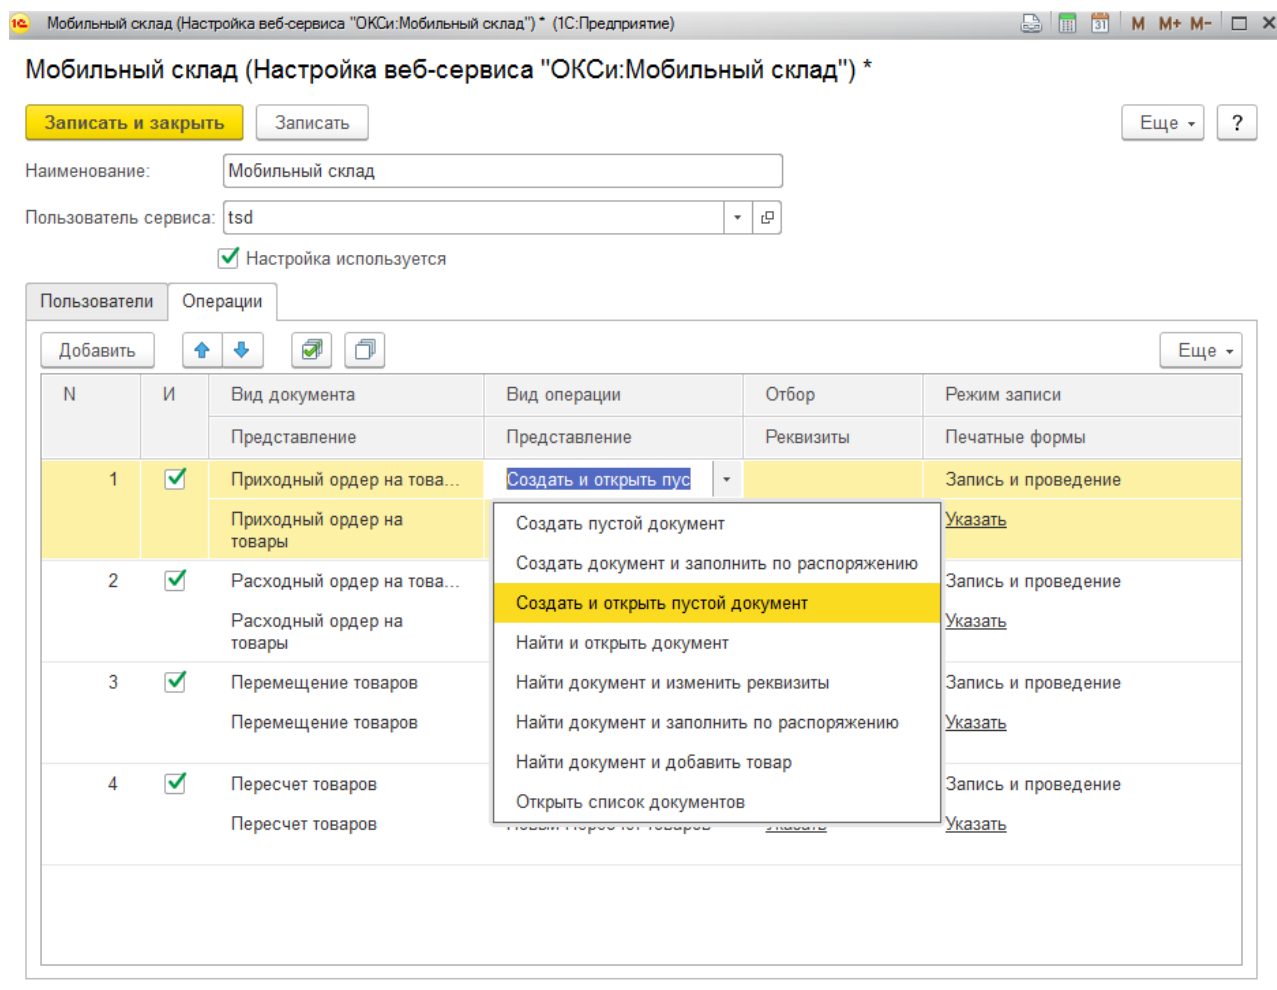 Мобильный склад (Настройка веб-сервиса "ОКСи:Мобильный склад") * (1С:Предприятие)
31 M M+ M-
Мобильный склад (Настройка веб-сервиса "ОКСи:Мобильный склад") *
Записать и закрыть Записать Еще ?
Наименование: Мобильный склад
Пользователь сервиса: tsd
Настройка используется
Пользователи Операции
Добавить Еще
N И Вид документа Вид операции Отбор Режим записи
Представление Представление Реквизиты Печатные формы
1 Приходный ордер на това... Создать и открыть пус Запись и проведение
Приходный ордер на
товары
Указать
Создать пустой документ
Создать документ и заполнить по распоряжению
Создать и открыть пустой документ
Найти и открыть документ
Найти документ и изменить реквизиты
Найти документ и заполнить по распоряжению
Найти документ и добавить товар
Открыть список документов
2 Расходный ордер на това... Запись и проведение
Расходный ордер на
товары
Указать
3 Перемещение товаров Запись и проведение
Перемещение товаров Указать
4 Пересчет товаров Запись и проведение
Пересчет товаров Указать